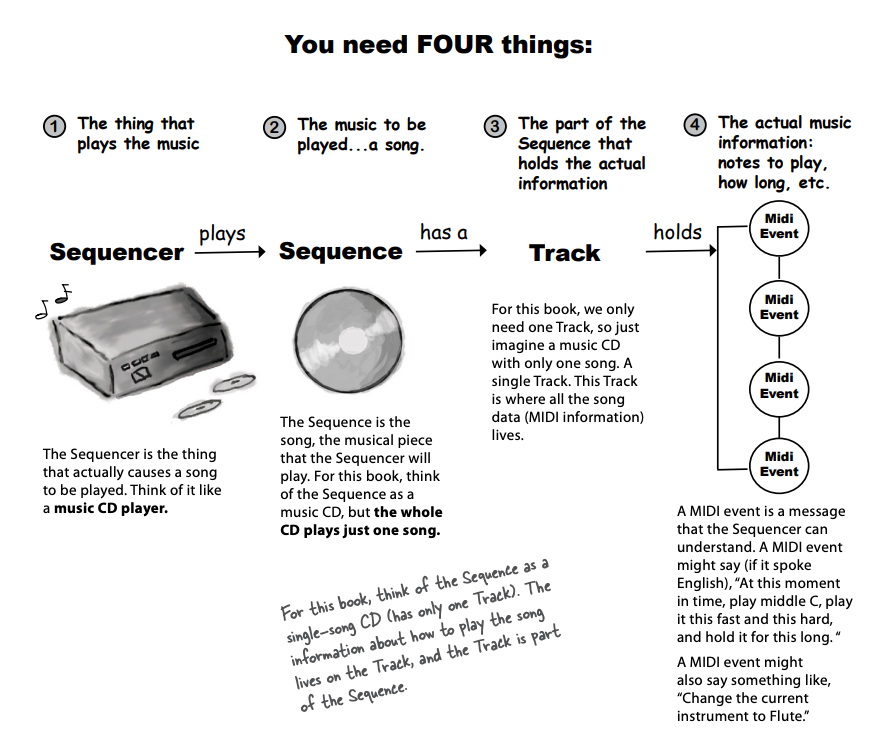 You need FOUR things:
1 The thing that
plays the music
2 The music to be
played...a song.
3 The part of the
Sequence that
holds the actual
information
4 The actual music
information:
notes to play,
how long, etc.
Sequencer
plays
Sequence
has a
Track
holds
Midi
Event
Midi
Event
Midi
Event
Midi
Event
The Sequencer is the thing
that actually causes a song
to be played. Think of it like
a music CD player.
The Sequence is the
song, the musical piece
that the Sequencer will
play. For this book, think
of the Sequence as a
music CD, but the whole
CD plays just one song.
For this book, we only
need one Track, so just
imagine a music CD
with only one song. A
single Track. This Track
is where all the song
data (MIDI information)
lives.
A MIDI event is a message
that the Sequencer can
understand. A MIDI event
might say (if it spoke
English), “At this moment
in time, play middle C, play
it this fast and this hard,
and hold it for this long. “
A MIDI event might
also say something like,
“Change the current
instrument to Flute.”
For this book, think of the Sequence as a
single-song CD (has only one Track). The
information about how to play the song
lives on the Track, and the Track is part
of the Sequence.